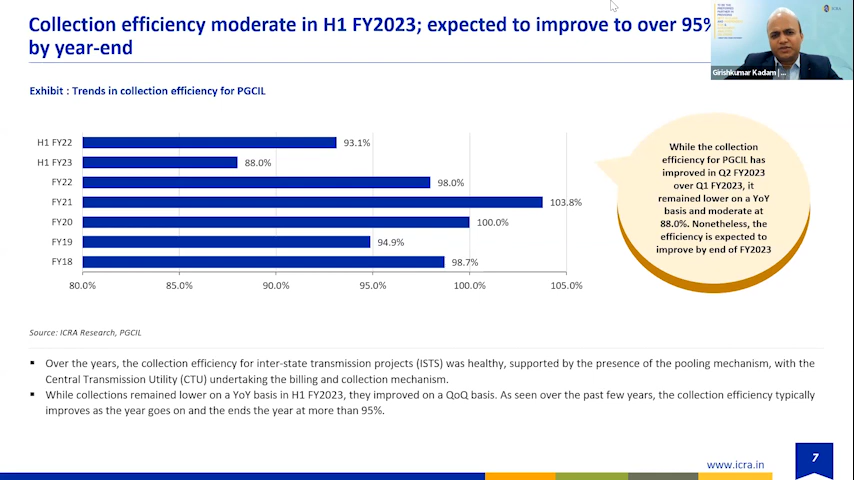 Collection efficiency moderate in H1 FY2023; expected to improve to over 95%
by year-end
ICRA
Girishkumar Kadam | ...
Exhibit : Trends in collection efficiency for PGCIL
H1 FY22
93.1%
H1 FY23
88.0%
FY22
98.0%
FY21
103.8%
FY20
100.0%
FY19
94.9%
FY18
98.7%
80.0%
85.0%
90.0%
95.0%
100.0%
105.0%
While the collection
efficiency for PGCIL has
improved in Q2 FY2023
over Q1 FY2023, it
remained lower on a YoY
basis and moderate at
88.0%. Nonetheless, the
efficiency is expected to
improve by end of FY2023
Source: ICRA Research, PGCIL
▪ Over the years, the collection efficiency for inter-state transmission projects (ISTS) was healthy, supported by the presence of the pooling mechanism, with the
Central Transmission Utility (CTU) undertaking the billing and collection mechanism.
▪ While collections remained lower on a YoY basis in H1 FY2023, they improved on a QoQ basis. As seen over the past few years, the collection efficiency typically
improves as the year goes on and the ends the year at more than 95%.
www.icra.in
7